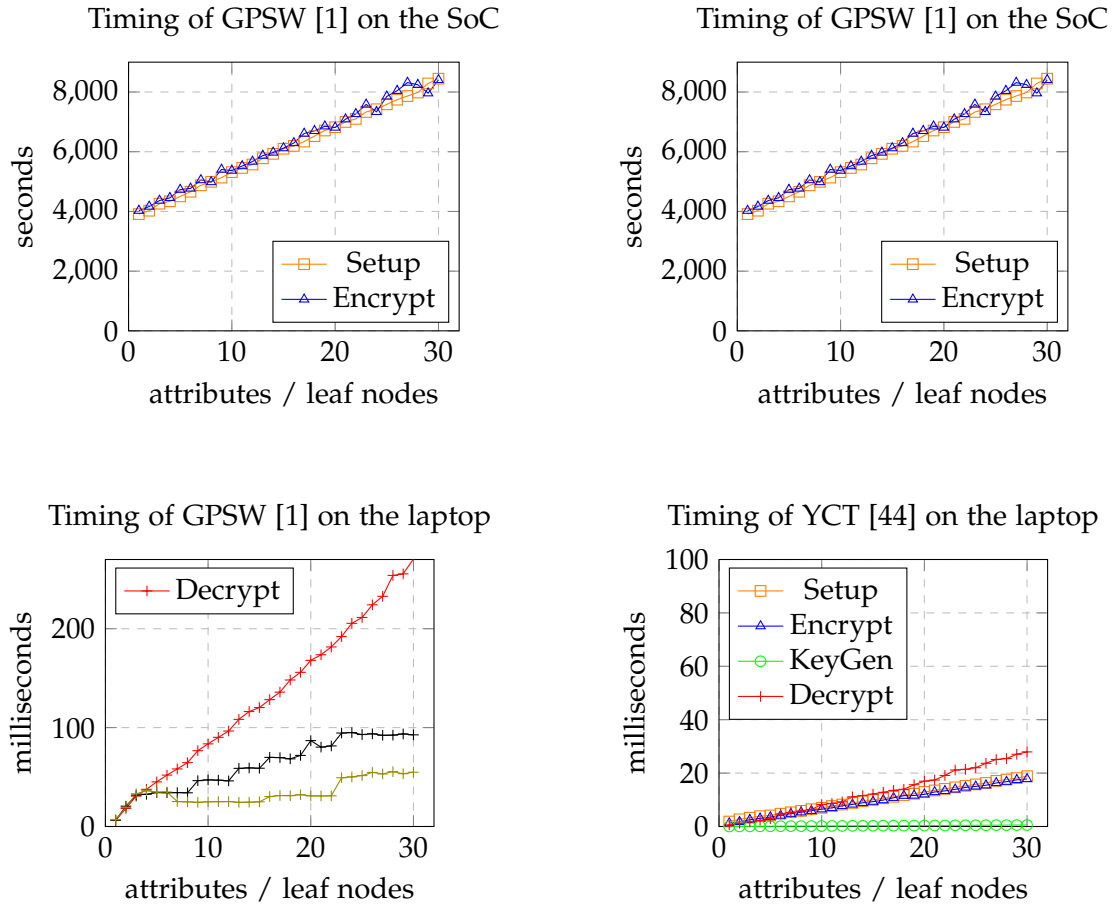 Timing of GPSW [1] on the SoC
8,000
6,000
4,000
2,000
0
seconds
Setup
Encrypt
0 10 20 30
attributes / leaf nodes
Timing of GPSW [1] on the SoC
8,000
6,000
4,000
2,000
0
seconds
Setup
Encrypt
0 10 20 30
attributes / leaf nodes
Timing of GPSW [1] on the laptop
Decrypt
200
100
0
milliseconds
0 10 20 30
attributes / leaf nodes
Timing of YCT [44] on the laptop
100
80
60
40
20
0
milliseconds
Setup
Encrypt
KeyGen
Decrypt
0 10 20 30
attributes / leaf nodes